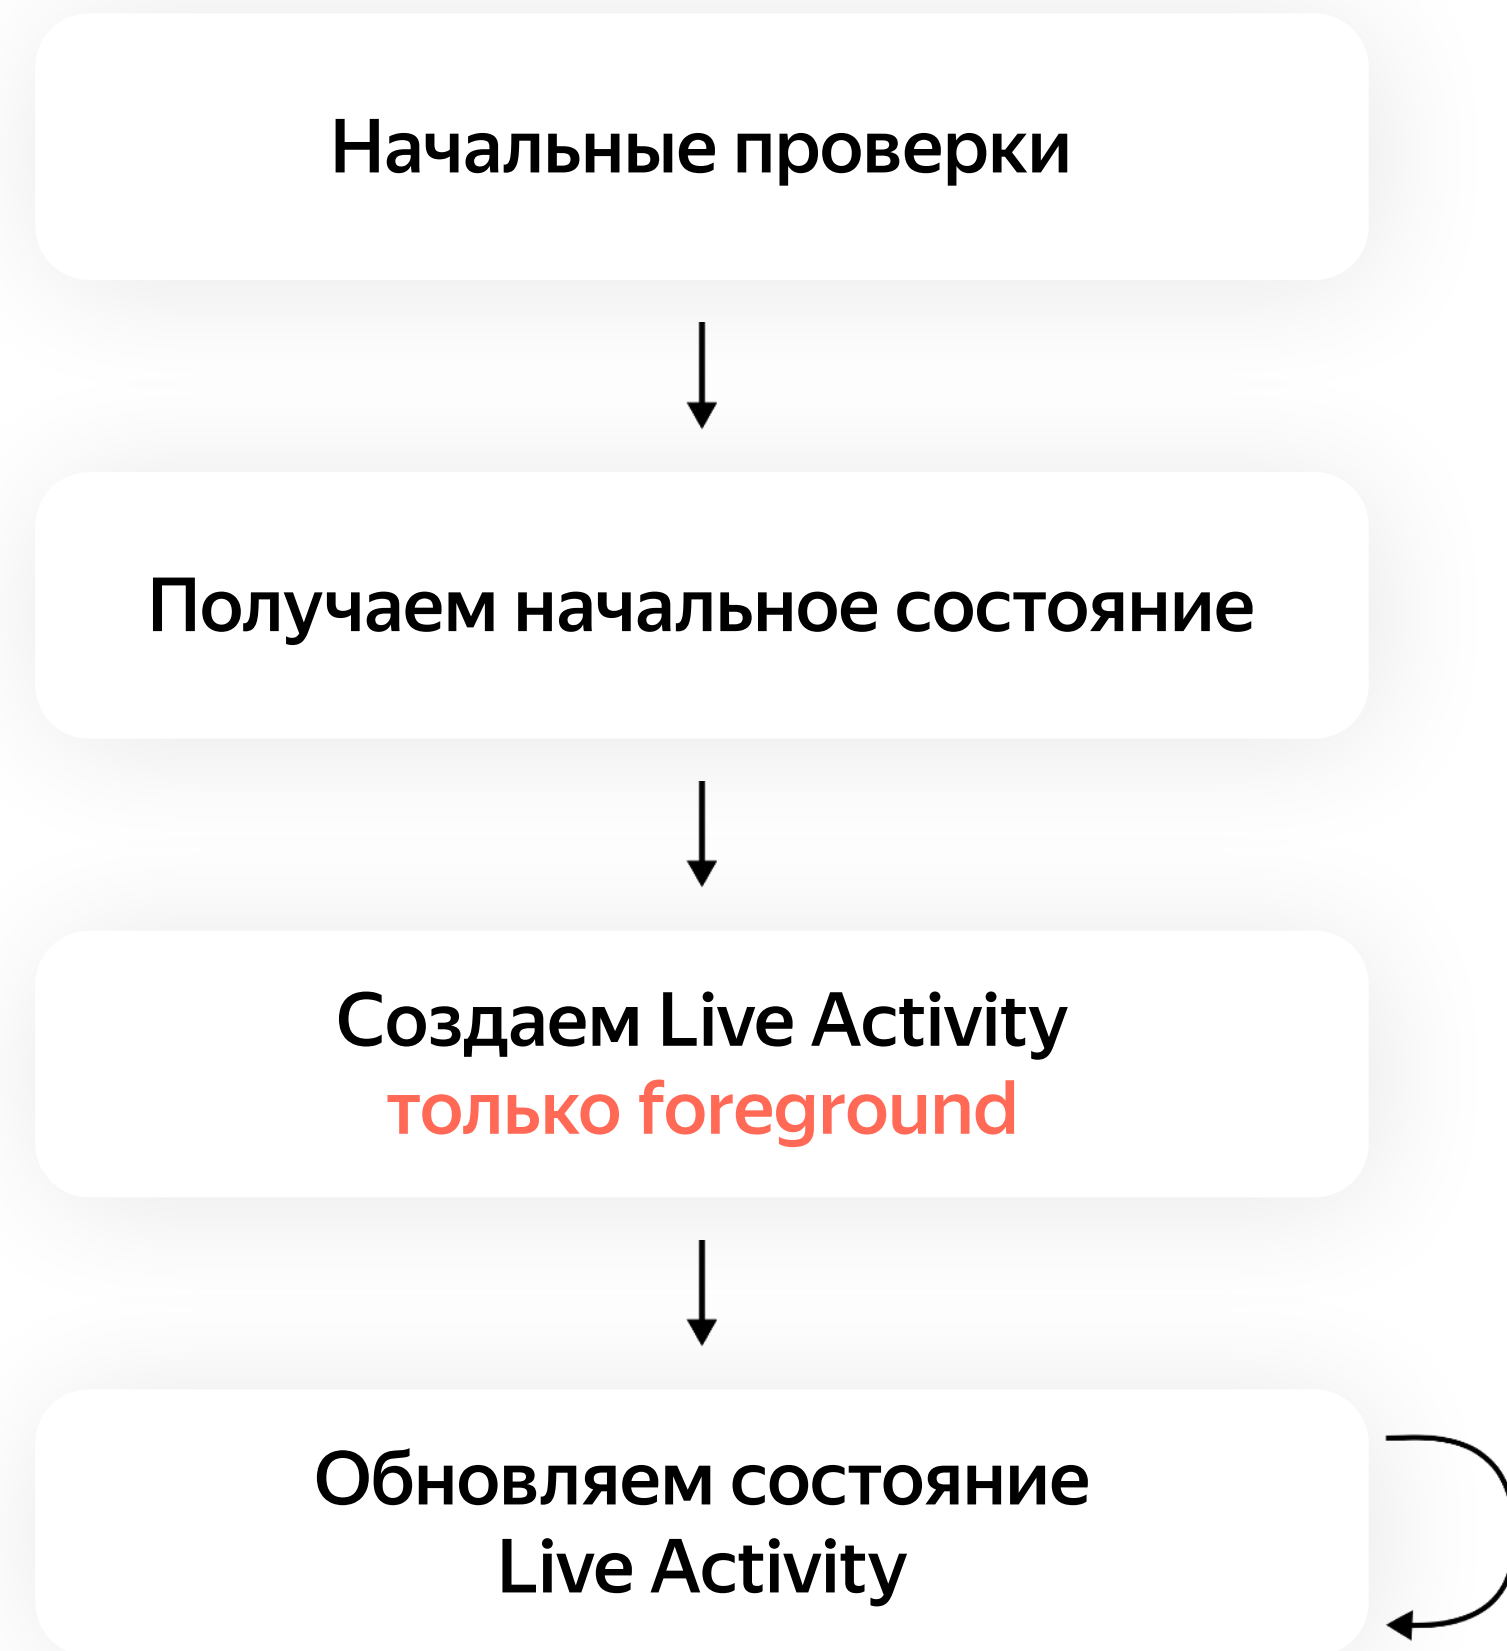 Начальные проверки
Получаем начальное состояние
Создаем Live Activity
только foreground
Обновляем состояние
Live Activity